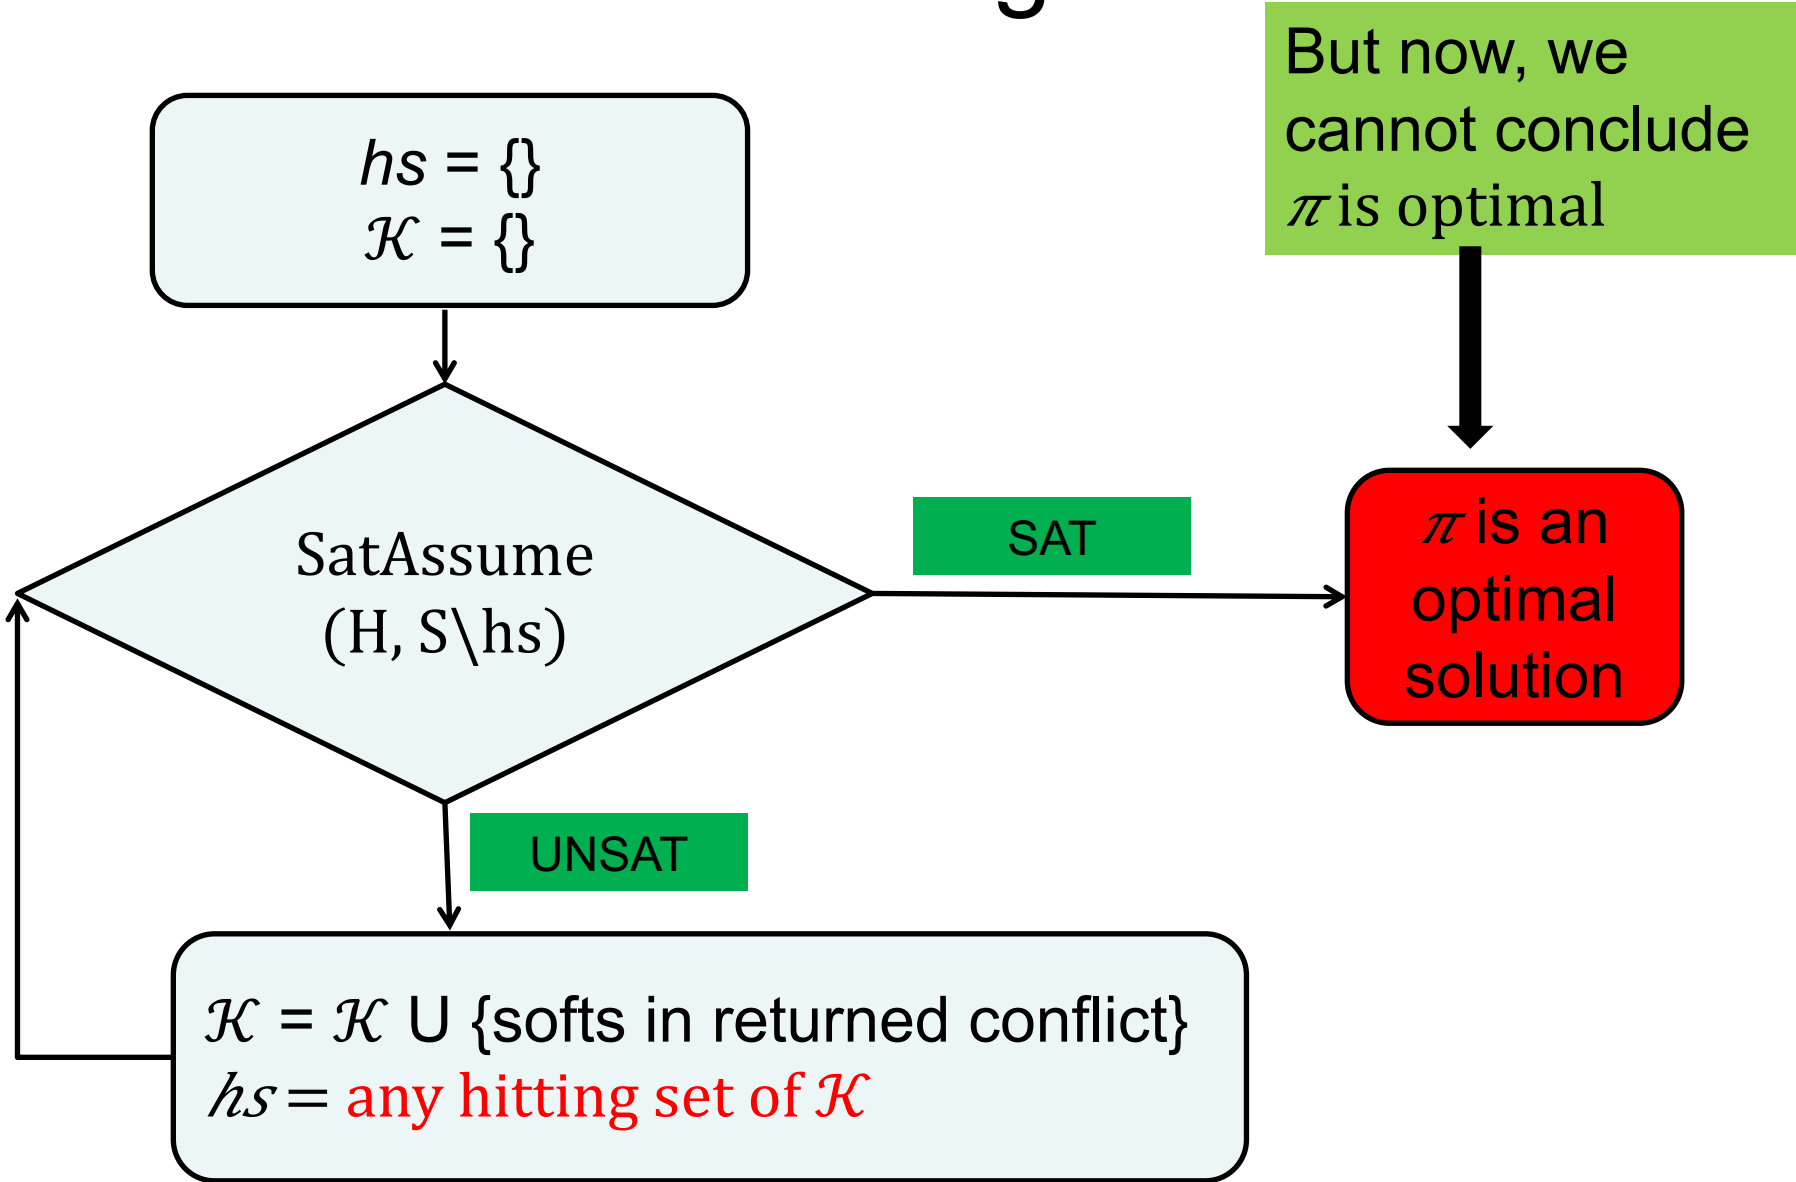 But now, we
cannot conclude
𝜋 is optimal
hs = {}
𝒦 = {}
SatAssume
(H, S\hs)
SAT
𝜋 is an
optimal
solution
UNSAT
𝒦 = 𝒦 U {softs in returned conflict}
hs = any hitting set of 𝒦